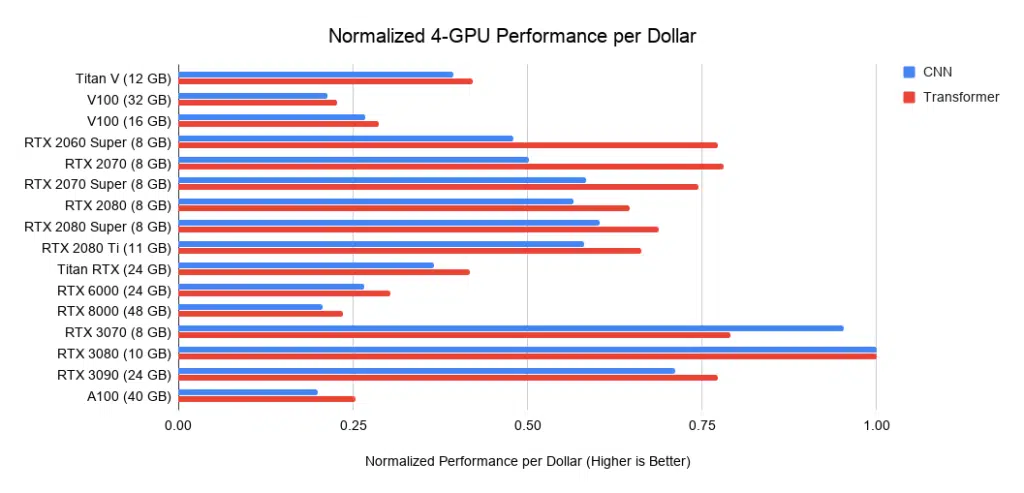 Normalized 4-GPU Performance per Dollar
CNN
Transformer
Titan V (12 GB)
V100 (32 GB)
V100 (16 GB)
RTX 2060 Super (8 GB)
RTX 2070 (8 GB)
RTX 2070 Super (8 GB)
RTX 2080 (8 GB)
RTX 2080 Super (8 GB)
RTX 2080 Ti (11 GB)
Titan RTX (24 GB)
RTX 6000 (24 GB)
RTX 8000 (48 GB)
RTX 3070 (8 GB)
RTX 3080 (10 GB)
RTX 3090 (24 GB)
A100 (40 GB)
0.00 0.25 0.50 0.75 1.00
Normalized Performance per Dollar (Higher is Better)